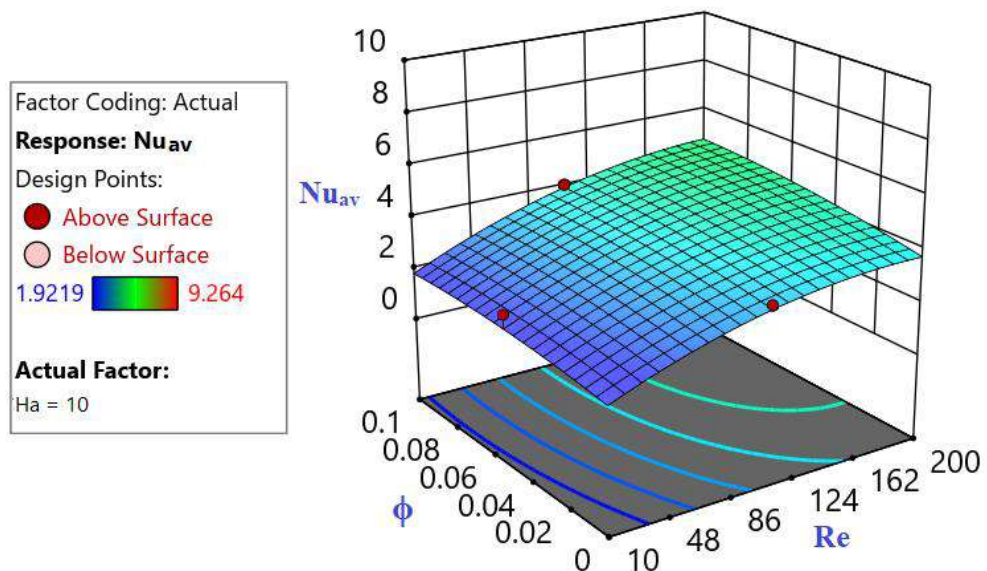 Factor Coding: Actual
Response: Nuav
Design Points:
Above Surface
Below Surface
1.9219 9.264
Actual Factor:
Ha = 10
10
8
6
4
2
0
Nuav
0.1
0.08
0.06
0.04
0.02
0
ϕ
10
48
86
124
162
200
Re